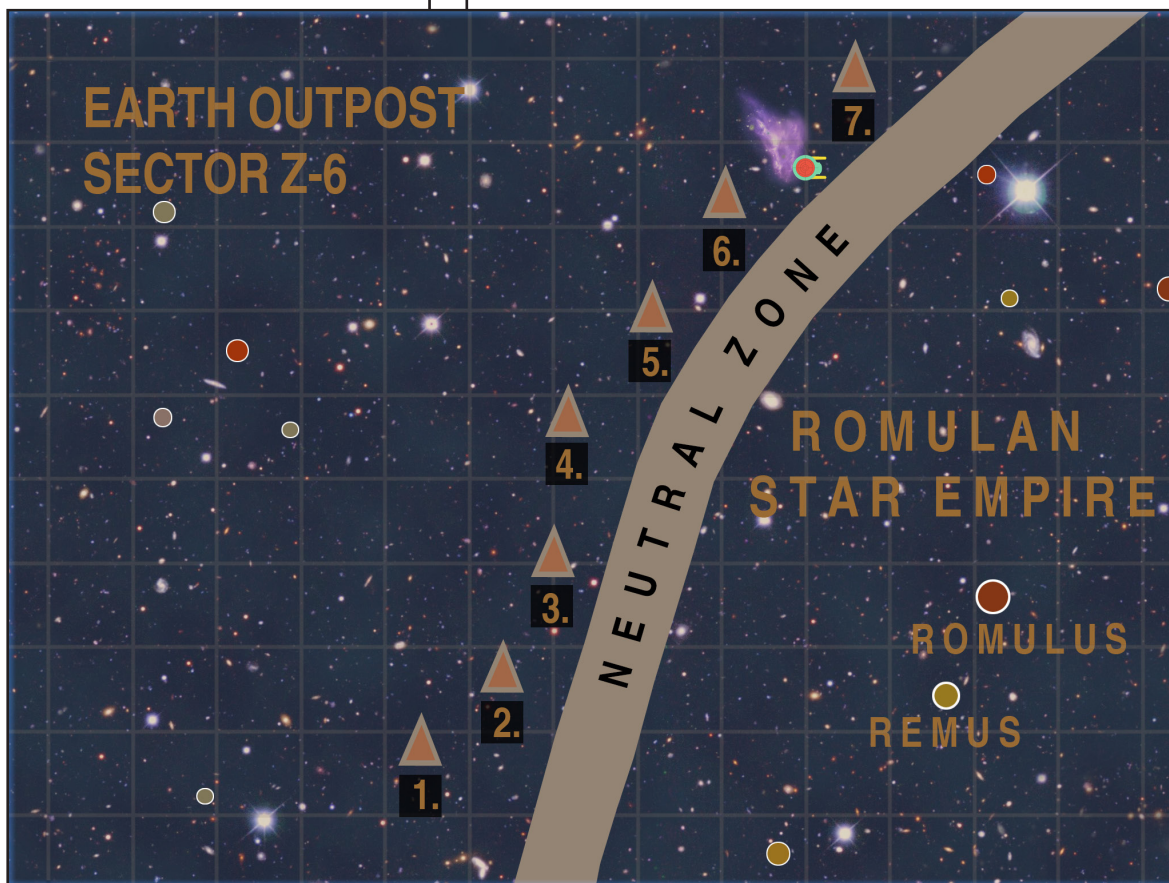 EARTH OUTPOST
SECTOR Z-6
7.
6.
5.
4.
3.
2.
1.
NEUTRAL ZONE
ROMULAN
STAR EMPIRE
ROMULUS
REMUS